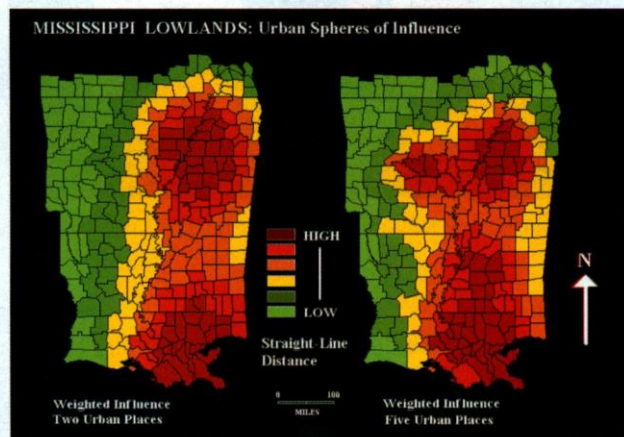 MISSISSIPPI LOWLANDS: Urban Spheres of Influence
HIGH
LOW
Straight-Line
Distance
N
Weighted Influence
Two Urban Places
0 100
MILES
Weighted Influence
Five Urban Places